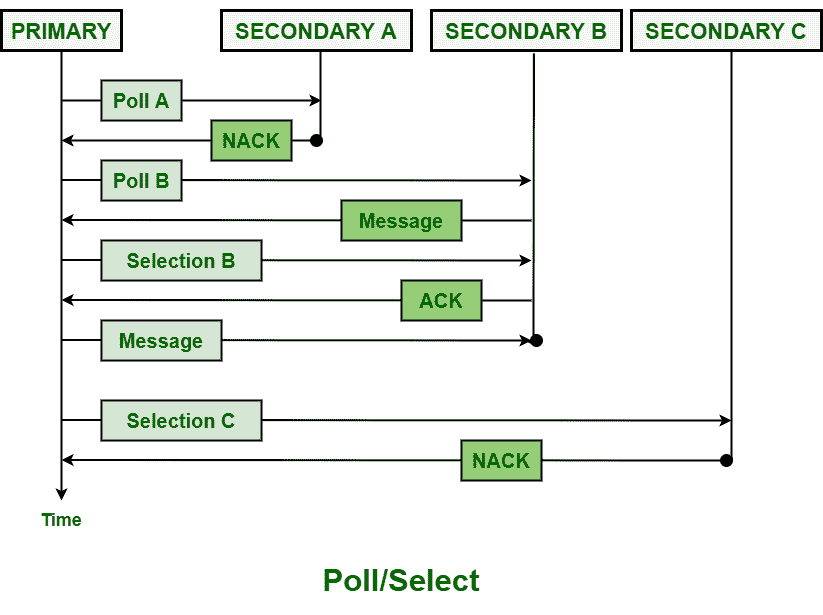 PRIMARY
SECONDARY A
SECONDARY B
SECONDARY C
Poll A
NACK
Poll B
Message
Selection B
ACK
Message
Selection C
NACK
Time
Poll/Select